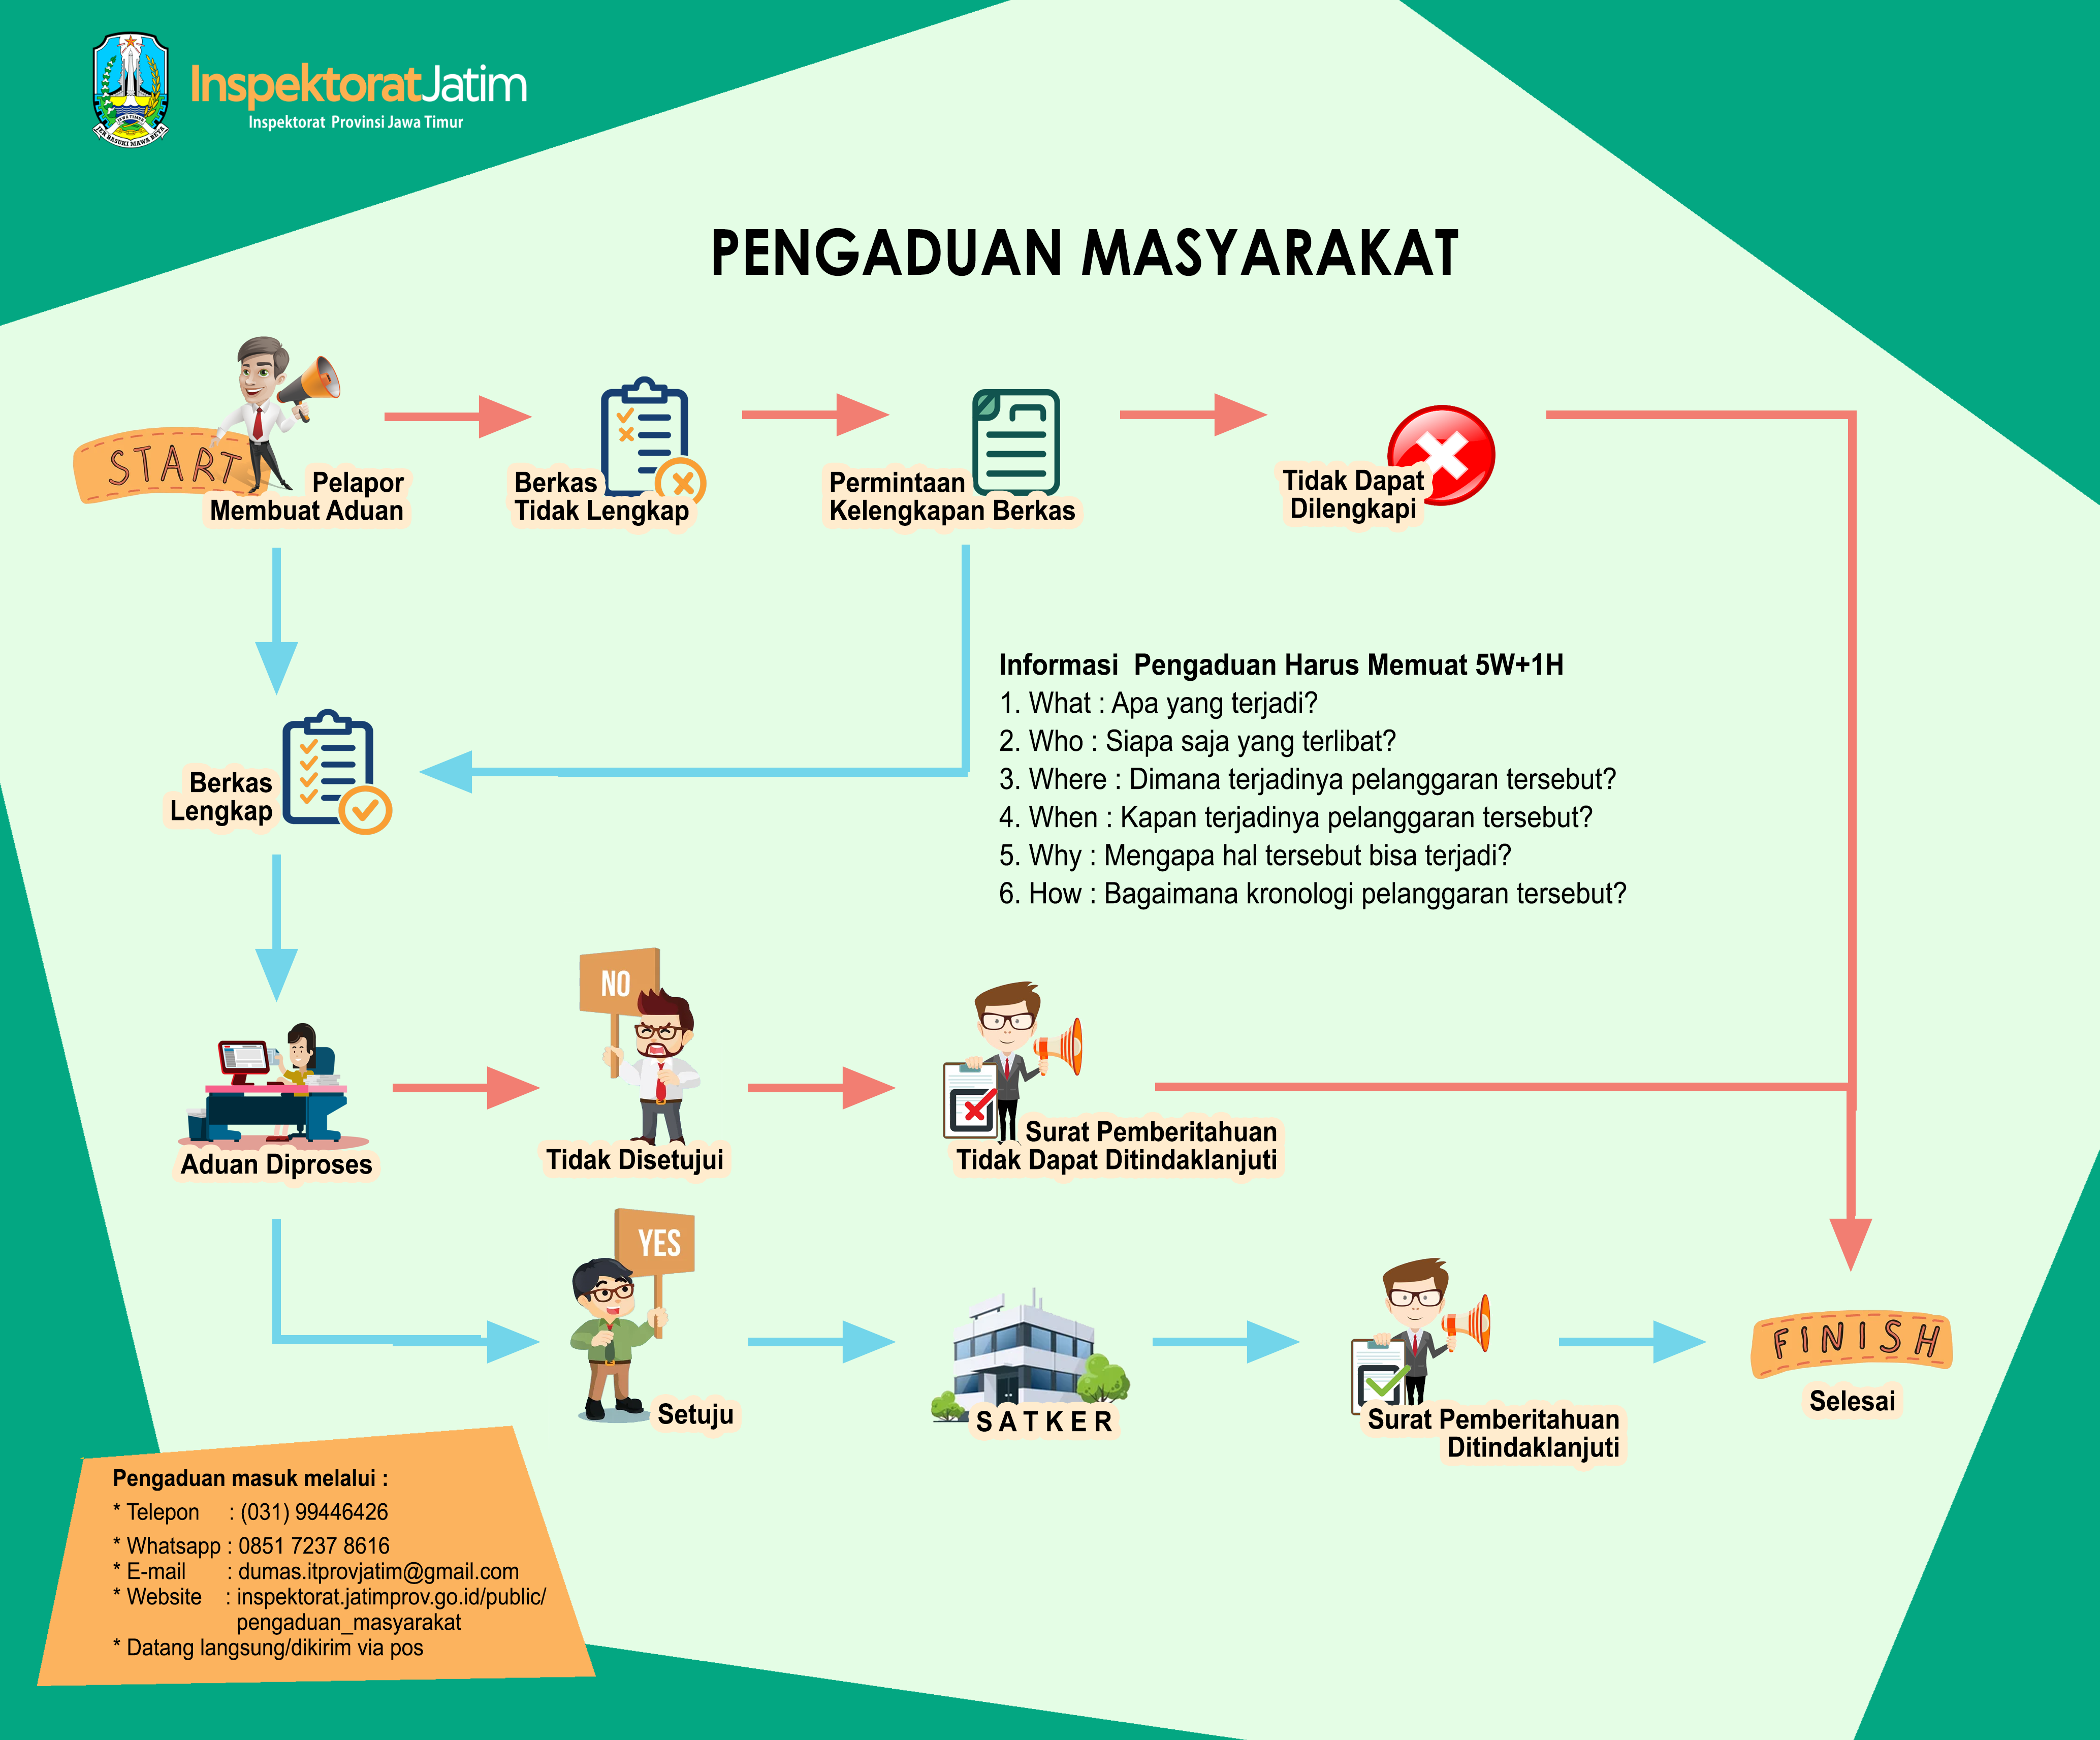 InspektoratJatim
Inspektorat Provinsi Jawa Timur
JAWA TIMUR
JER BASUKI MAWA BEYA
PENGADUAN MASYARAKAT
START
Pelapor
Membuat Aduan
Berkas
Tidak Lengkap
Permintaan
Kelengkapan Berkas
Tidak Dapat
Dilengkapi
Informasi Pengaduan Harus Memuat 5W+1H
1. What : Apa yang terjadi?
2. Who : Siapa saja yang terlibat?
3. Where : Dimana terjadinya pelanggaran tersebut?
4. When : Kapan terjadinya pelanggaran tersebut?
5. Why : Mengapa hal tersebut bisa terjadi?
6. How : Bagaimana kronologi pelanggaran tersebut?
Berkas
Lengkap
Aduan Diproses
NO
Tidak Disetujui
Surat Pemberitahuan
Tidak Dapat Ditindaklanjuti
YES
Setuju
SATKER
Surat Pemberitahuan
Ditindaklanjuti
FINISH
Selesai
Pengaduan masuk melalui :
* Telepon : (031) 99446426
* Whatsapp : 0851 7237 8616
* E-mail : dumas.itprovjatim@gmail.com
* Website : inspektorat.jatimprov.go.id/public/
pengaduan_masyarakat
* Datang langsung/dikirim via pos